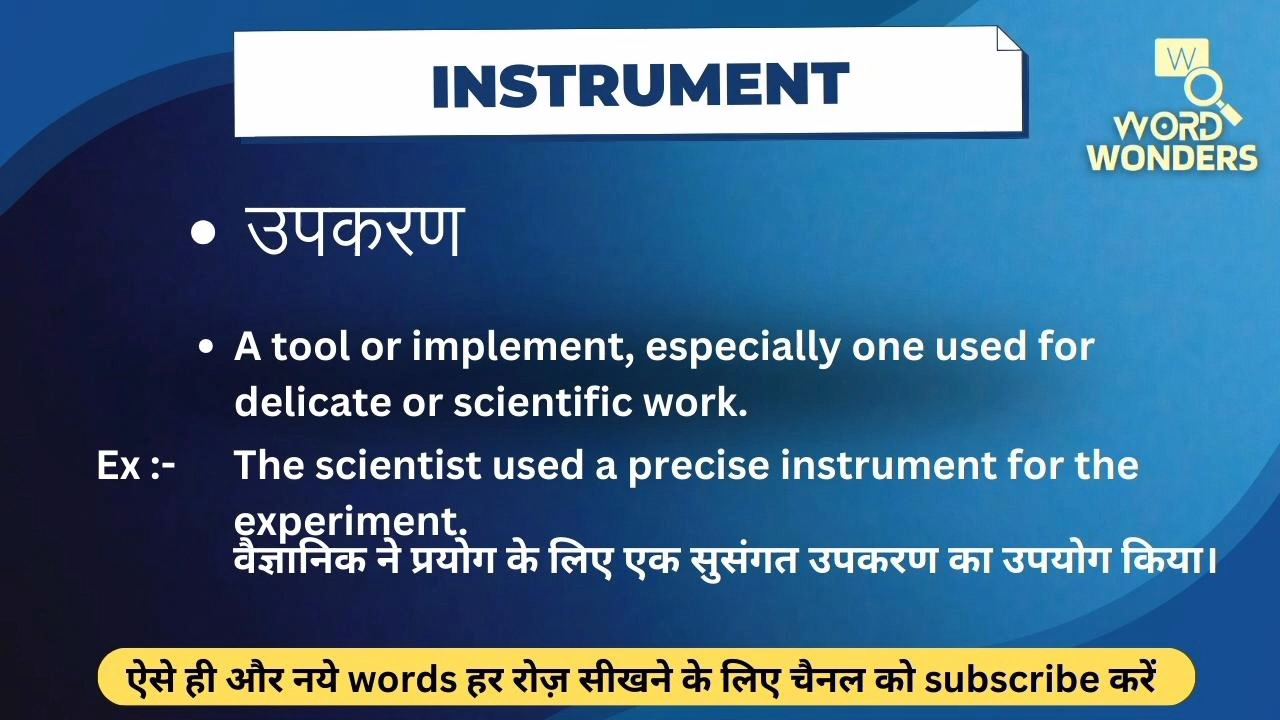 INSTRUMENT
W
WORD
WONDERS
• उपकरण
• A tool or implement, especially one used for
delicate or scientific work.
Ex :- The scientist used a precise instrument for the
experiment.
वैज्ञानिक ने प्रयोग के लिए एक सुसंगत उपकरण का उपयोग किया।
ऐसे ही और नये words हर रोज़ सीखने के लिए चैनल को subscribe करें